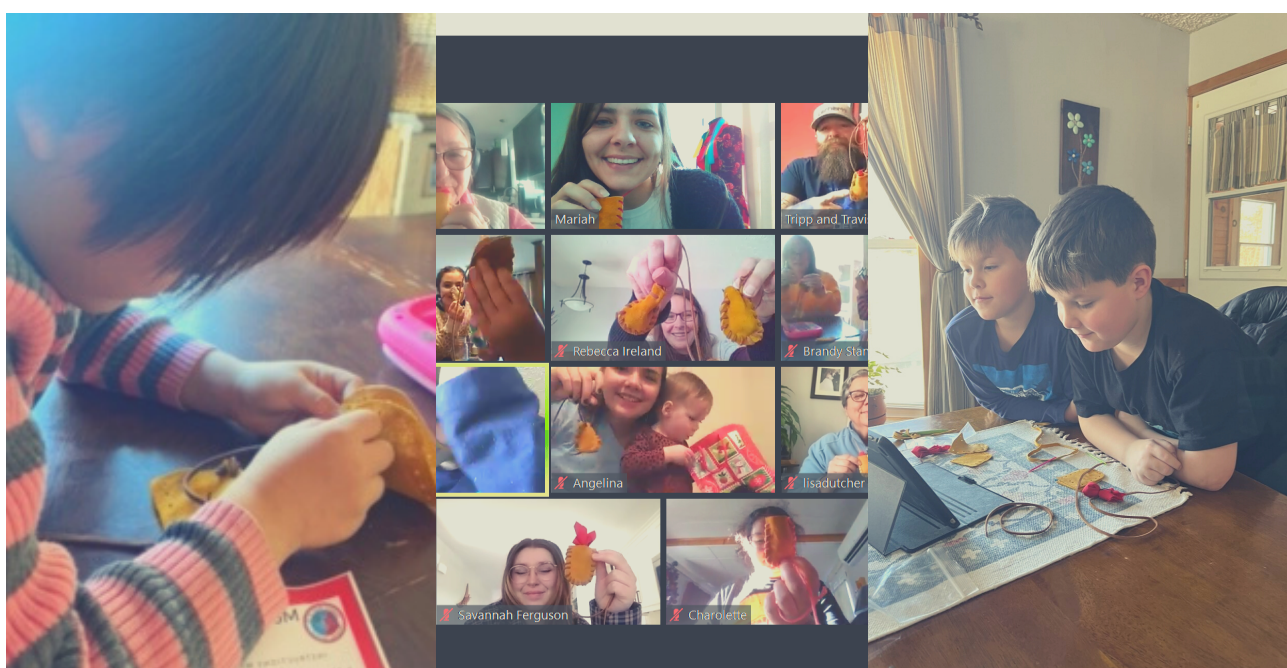 Mariah
Tripp and Travi
Rebecca Ireland
Brandy Stan
Angelina
lisadutcher
Savannah Ferguson
Charolette